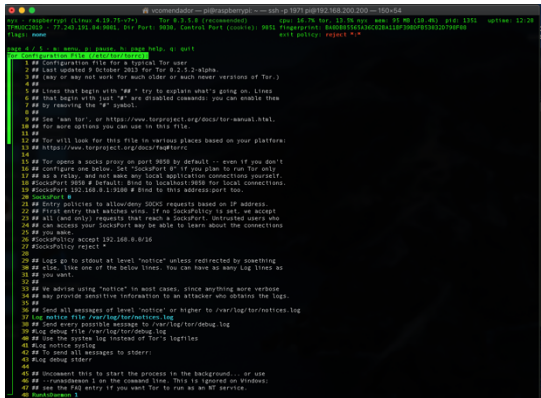 vcomendador — pi@raspberrypi: ~ — ssh -p 1971 pi@192.168.200.200 — 150×54
nyx - raspberrypi (Linux 4.19.75-v7+) Tor 0.3.5.8 (recommended) cpu: 16.7% tor, 13.5% nyx mem: 95 MB (10.4%) pid: 1351 uptime: 12:28
77.243.191.84:9001, Dir Port: 9030, Control Port (cookie): 9051 fingerprint:
flags: none exit policy: reject *:*
page 4 / 5 - m: menu, p: pause, h: page help, q: quit
Tor Configuration File (/etc/tor/torrc):
1 ## Configuration file for a typical Tor user
2 ## Last updated 9 October 2013 for Tor 0.2.5.2-alpha.
3 ## (may or may not work for much older or much newer versions of Tor.)
4 ##
5 ## Lines that begin with "## " try to explain what's going on. Lines
6 ## that begin with just "#" are disabled commands: you can enable them
7 ## by removing the "#" symbol.
8 ##
9 ## See 'man tor', or https://www.torproject.org/docs/tor-manual.html,
10 ## for more options you can use in this file.
11 ##
12 ## Tor will look for this file in various places based on your platform:
13 ## https://www.torproject.org/docs/faq#torrc
14
15 ## Tor opens a socks proxy on port 9050 by default -- even if you don't
16 ## configure one below. Set "SocksPort 0" if you plan to run Tor only
17 ## as a relay, and not make any local application connections yourself.
18 #SocksPort 9050 # Default: Bind to localhost:9050 for local connections.
19 #SocksPort 192.168.0.1:9100 # Bind to this address:port too.
20 SocksPort 0
21 ## Entry policies to allow/deny SOCKS requests based on IP address.
22 ## First entry that matches wins. If no SocksPolicy is set, we accept
23 ## all (and only) requests that reach a SocksPort. Untrusted users who
24 ## can access your SocksPort may be able to learn about the connections
25 ## you make.
26 #SocksPolicy accept 192.168.0.0/16
27 #SocksPolicy reject *
28
29 ## Logs go to stdout at level "notice" unless redirected by something
30 ## else, like one of the below lines. You can have as many Log lines as
31 ## you want.
32 ##
33 ## We advise using "notice" in most cases, since anything more verbose
34 ## may provide sensitive information to an attacker who obtains the logs.
35 ##
36 ## Send all messages of level 'notice' or higher to /var/log/tor/notices.log
37 Log notice file /var/log/tor/notices.log
38 ## Send every possible message to /var/log/tor/debug.log
39 #Log debug file /var/log/tor/debug.log
40 ## Use the system log instead of Tor's logfiles
41 #Log notice syslog
42 ## To send all messages to stderr:
43 #Log debug stderr
44
45 ## Uncomment this to start the process in the background... or use
46 ## --runasdaemon 1 on the command line. This is ignored on Windows;
47 ## see the FAQ entry if you want Tor to run as an NT service.
48 RunAsDaemon 1